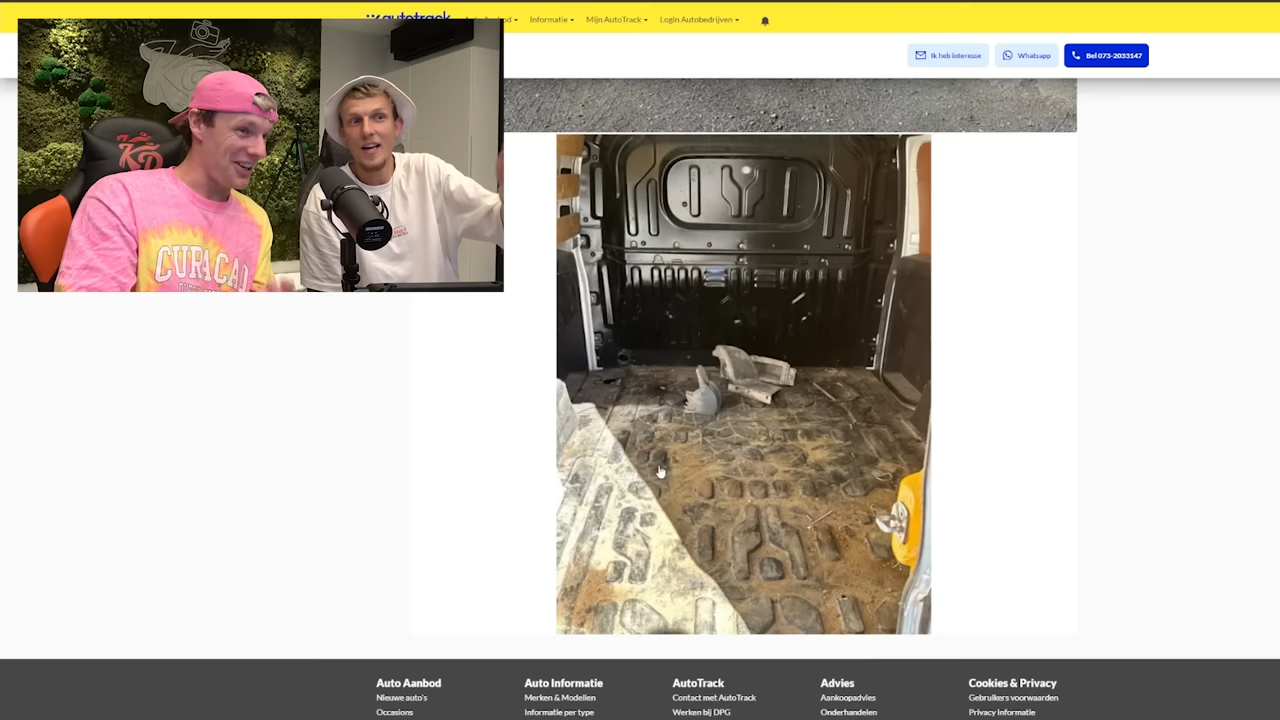 autotrack
Informatie
Mijn AutoTrack
Login Autobedrijven
Ik heb interesse
Whatsapp
Bel 073-2033147
KD
CURACAO
Auto Aanbod
Nieuwe auto's
Occasions
Auto Informatie
Merken & Modellen
Informatie per type
AutoTrack
Contact met AutoTrack
Werken bij DPG
Advies
Aankoopadvies
Onderhandelen
Cookies & Privacy
Gebruikers voorwaarden
Privacy Informatie